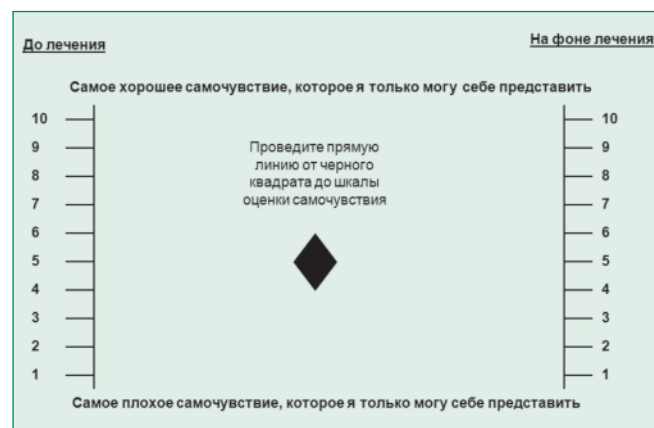 До лечения
На фоне лечения
Самое хорошее самочувствие, которое я только могу себе представить
10 10
9 9
Проведите прямую
линию от черного
8 8
квадрата до шкалы
7 7
оценки самочувствия
6 6
5 5
4 4
3 3
2 2
1 1
Самое плохое самочувствие, которое я только могу себе представить